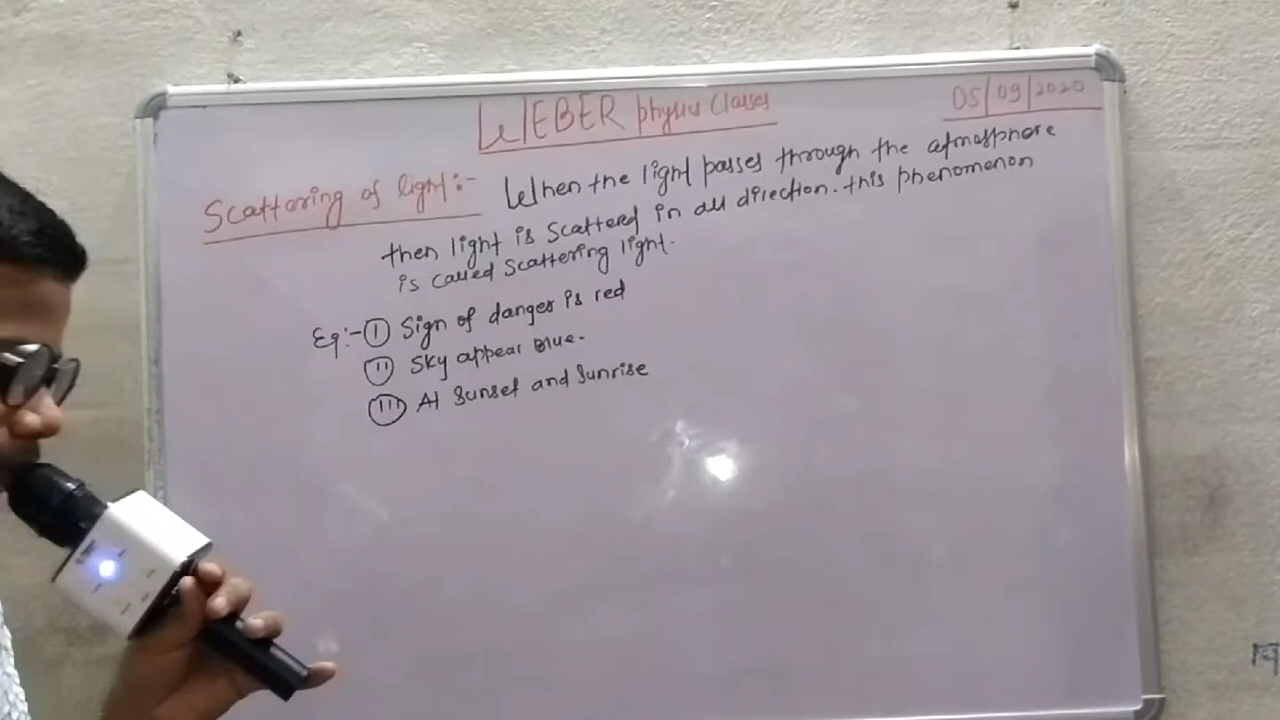 WEBER physics Classes
05/09/2020
Scattering of light:- When the light passes through the atmosphere
then light is scattered in all direction. this phenomenon
is called scattering light.
Eg:- (I) Sign of danger is red
(II) Sky appear Blue.
(III) At Sunset and Sunrise